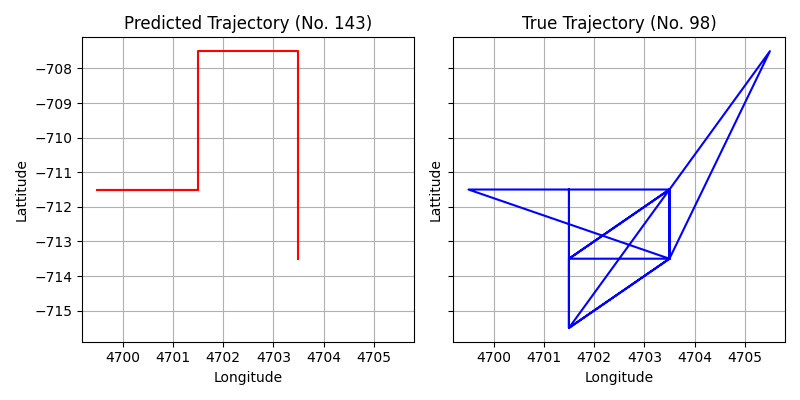 Predicted Trajectory (No. 143)
True Trajectory (No. 98)
Lattitude
−708
−709
−710
−711
−712
−713
−714
−715
4700 4701 4702 4703 4704 4705
Longitude
Lattitude
4700 4701 4702 4703 4704 4705
Longitude